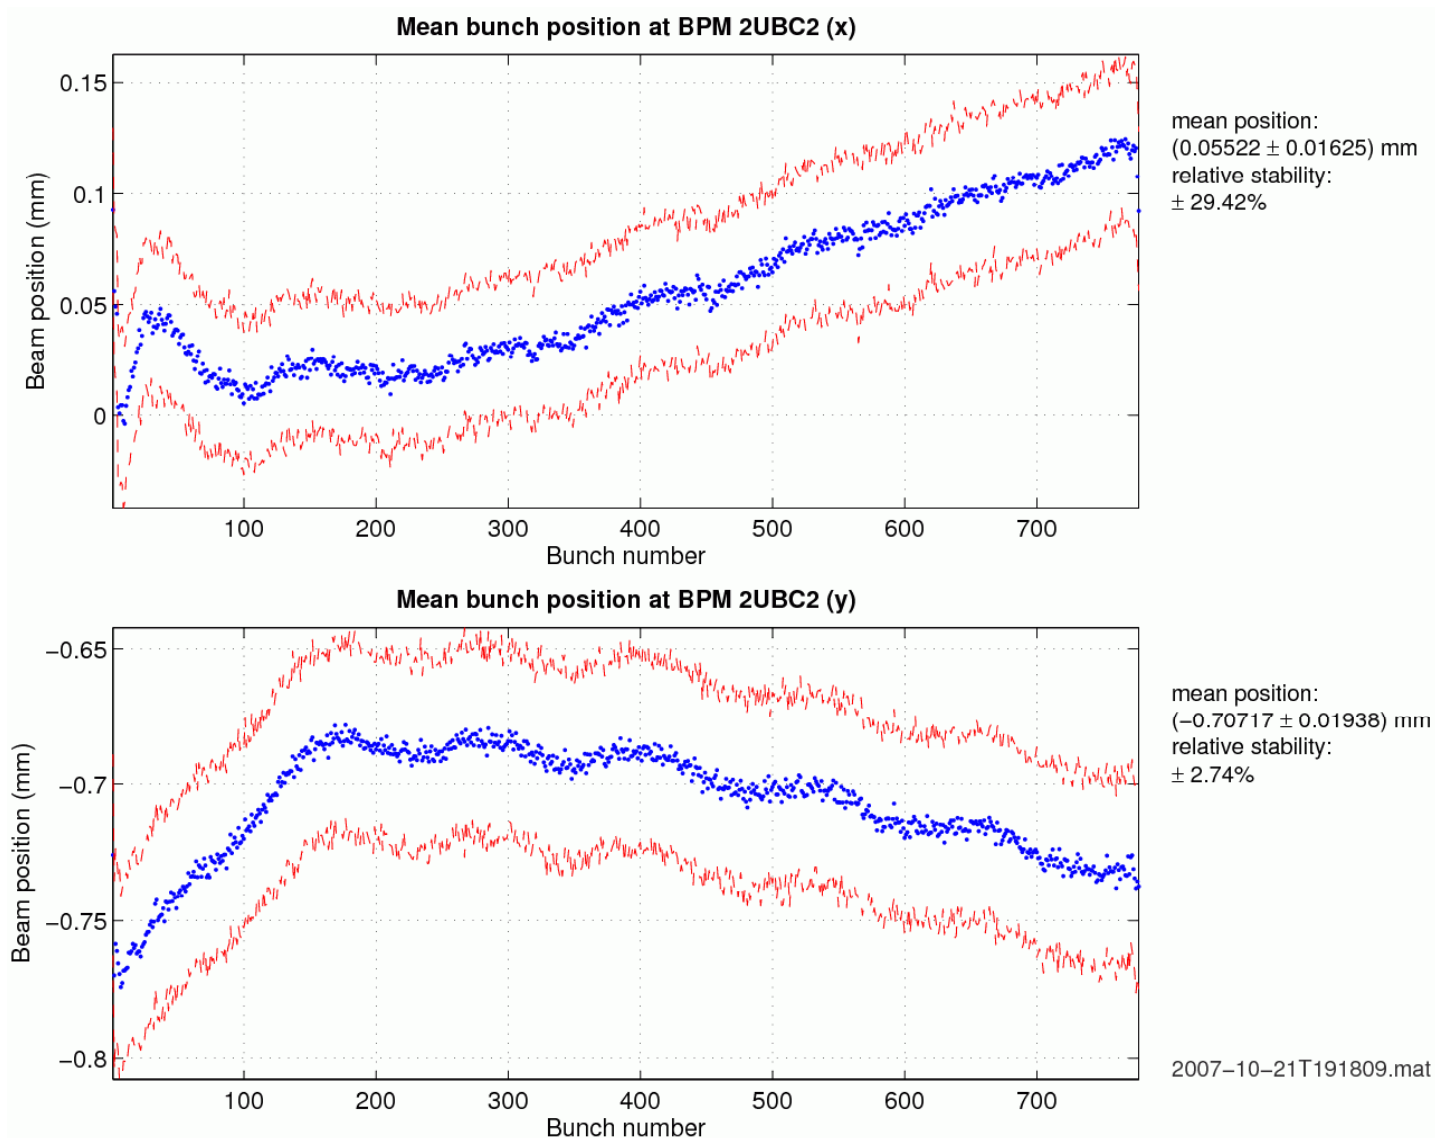 Mean bunch position at BPM 2UBC2 (x)
0.15
0.1
0.05
0
Beam position (mm)
100 200 300 400 500 600 700
Bunch number
mean position:
(0.05522 ± 0.01625) mm
relative stability:
± 29.42%
Mean bunch position at BPM 2UBC2 (y)
−0.65
−0.7
−0.75
−0.8
Beam position (mm)
100 200 300 400 500 600 700
Bunch number
mean position:
(−0.70717 ± 0.01938) mm
relative stability:
± 2.74%
2007−10−21T191809.mat